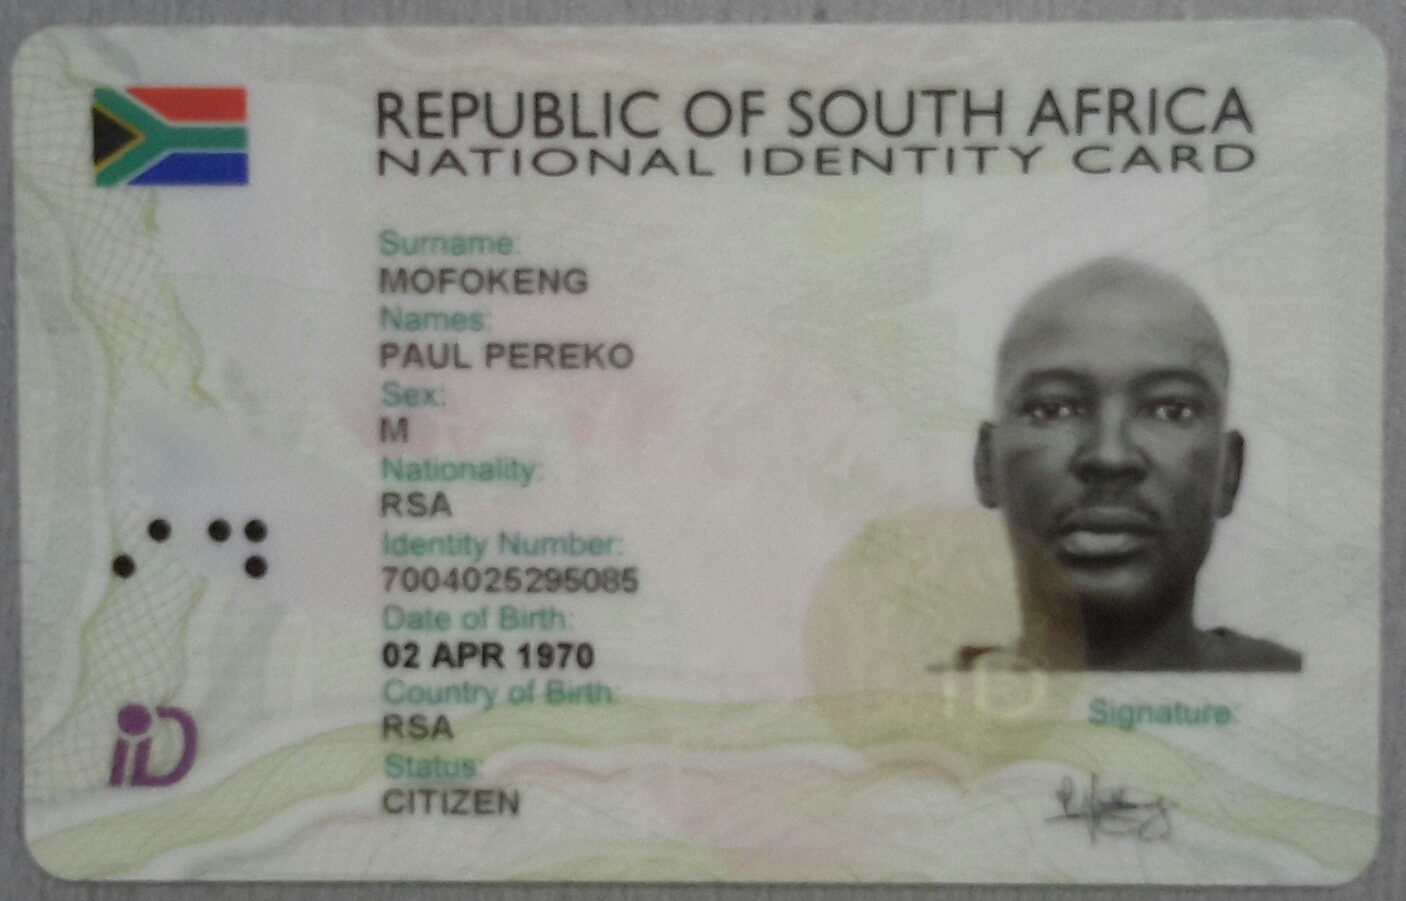 REPUBLIC OF SOUTH AFRICA
NATIONAL IDENTITY CARD
Surname:
MOFOKENG
Names:
PAUL PEREKO
Sex:
M
Nationality:
RSA
Identity Number:
7004025295085
Date of Birth:
02 APR 1970
Country of Birth:
RSA
Status:
CITIZEN
iD
iD
Signature: